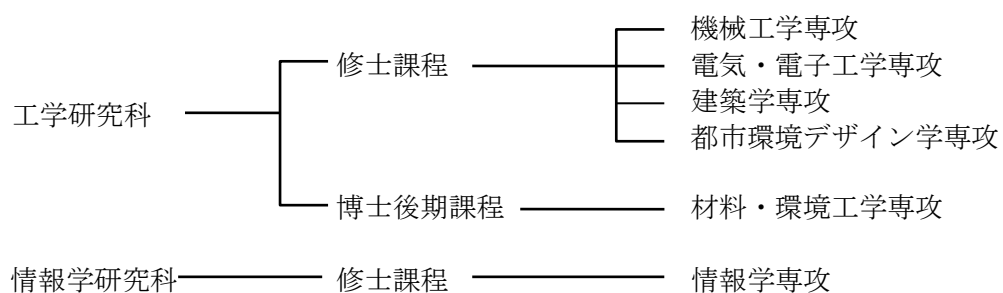 機械工学専攻
修士課程
電気・電子工学専攻
建築学専攻
工学研究科
都市環境デザイン学専攻
博士後期課程
材料・環境工学専攻
情報学研究科
修士課程
情報学専攻